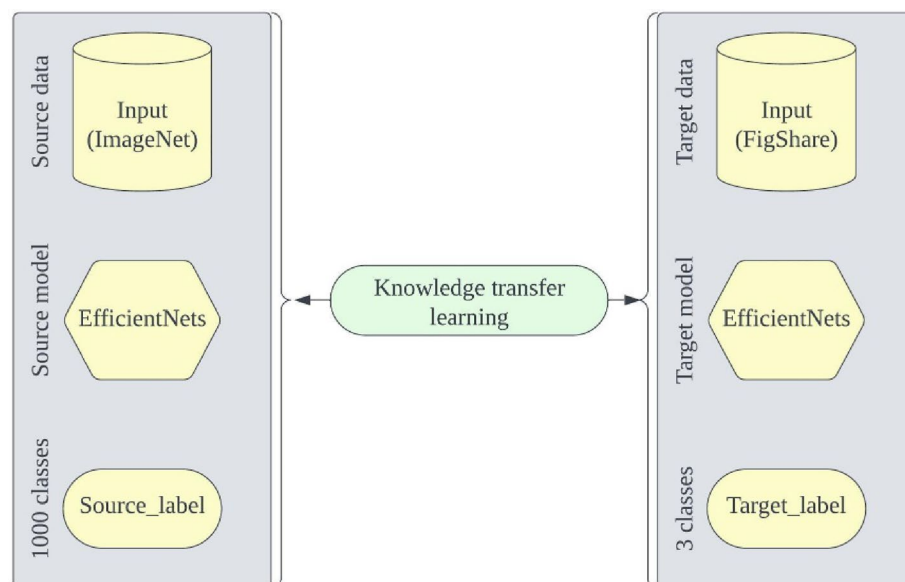 Source data
Input
(ImageNet)
Source model
EfficientNets
1000 classes
Source_label
Knowledge transfer
learning
Target data
Input
(FigShare)
Target model
EfficientNets
3 classes
Target_label